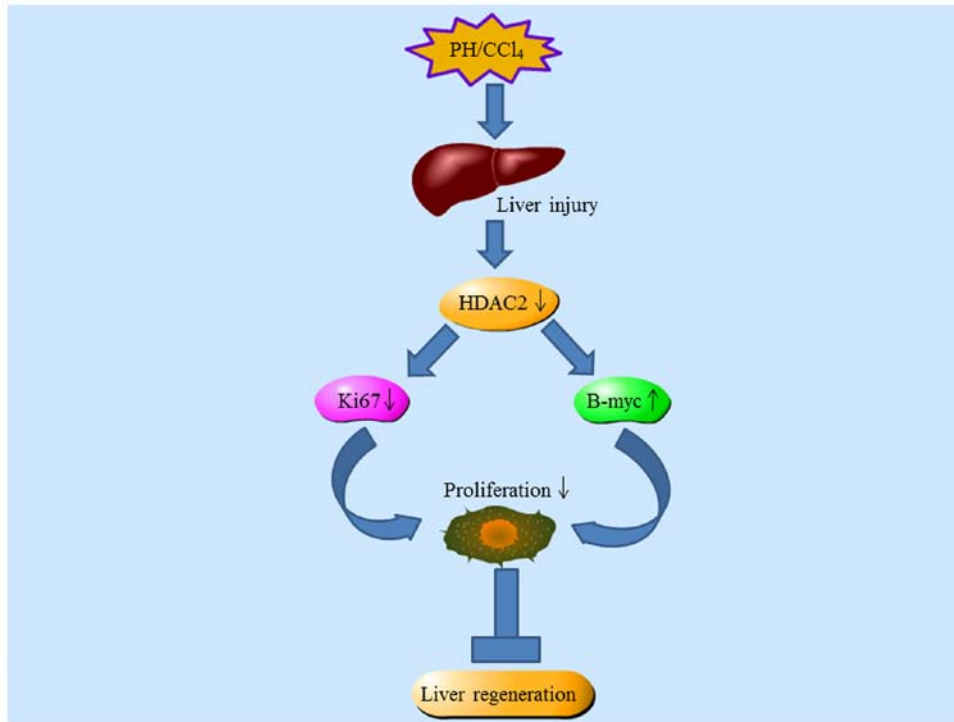 PH/CCl₄
Liver injury
HDAC2 ↓
Ki67 ↓
B-myc ↑
Proliferation ↓
Liver regeneration